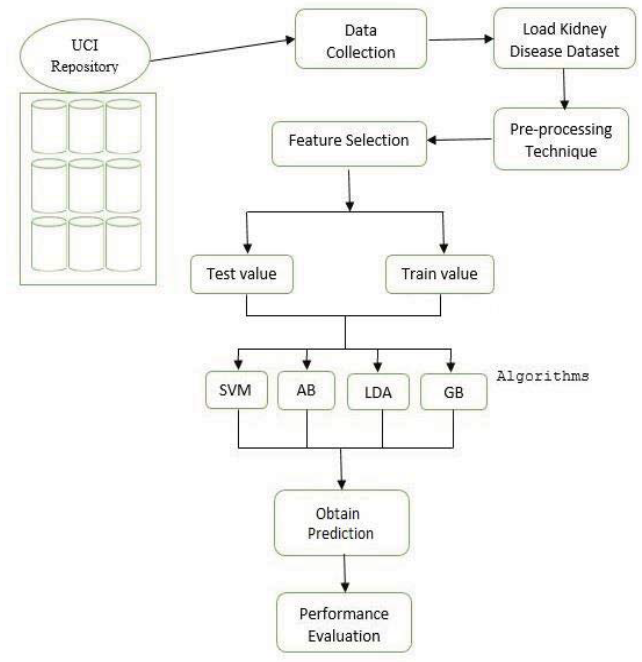 UCI
Repository
Data
Collection
Load Kidney
Disease Dataset
Feature Selection
Pre-processing
Technique
Test value
Train value
SVM
AB
LDA
GB
Algorithms
Obtain
Prediction
Performance
Evaluation